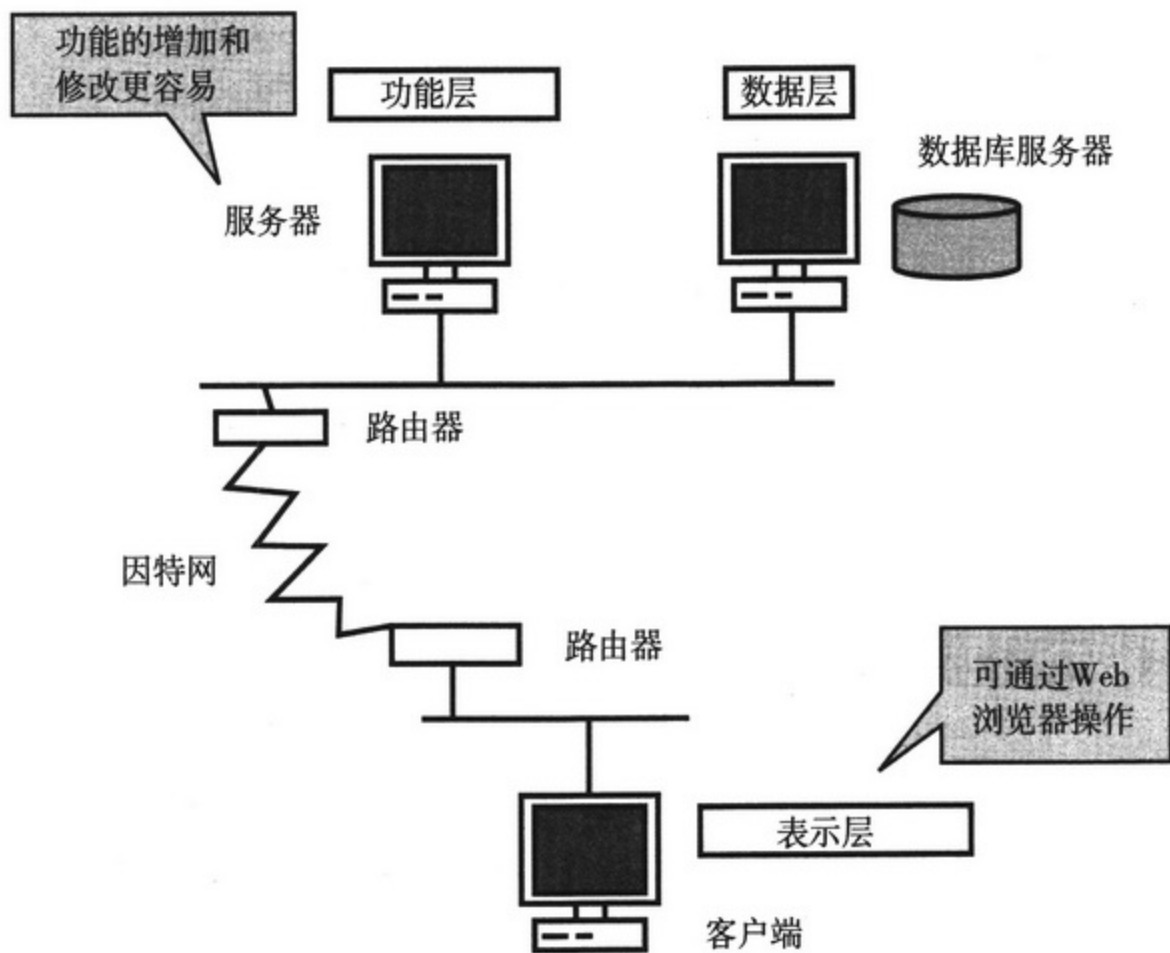 功能的增加和
修改更容易
功能层
数据层
数据库服务器
服务器
路由器
因特网
路由器
可通过Web
浏览器操作
表示层
客户端